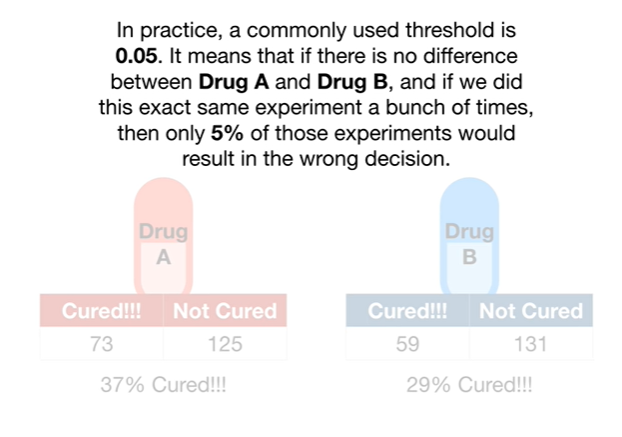 In practice, a commonly used threshold is
0.05. It means that if there is no difference
between Drug A and Drug B, and if we did
this exact same experiment a bunch of times,
then only 5% of those experiments would
result in the wrong decision.
Drug
A
Cured!!! Not Cured
73 125
37% Cured!!!
Drug
B
Cured!!! Not Cured
59 131
29% Cured!!!